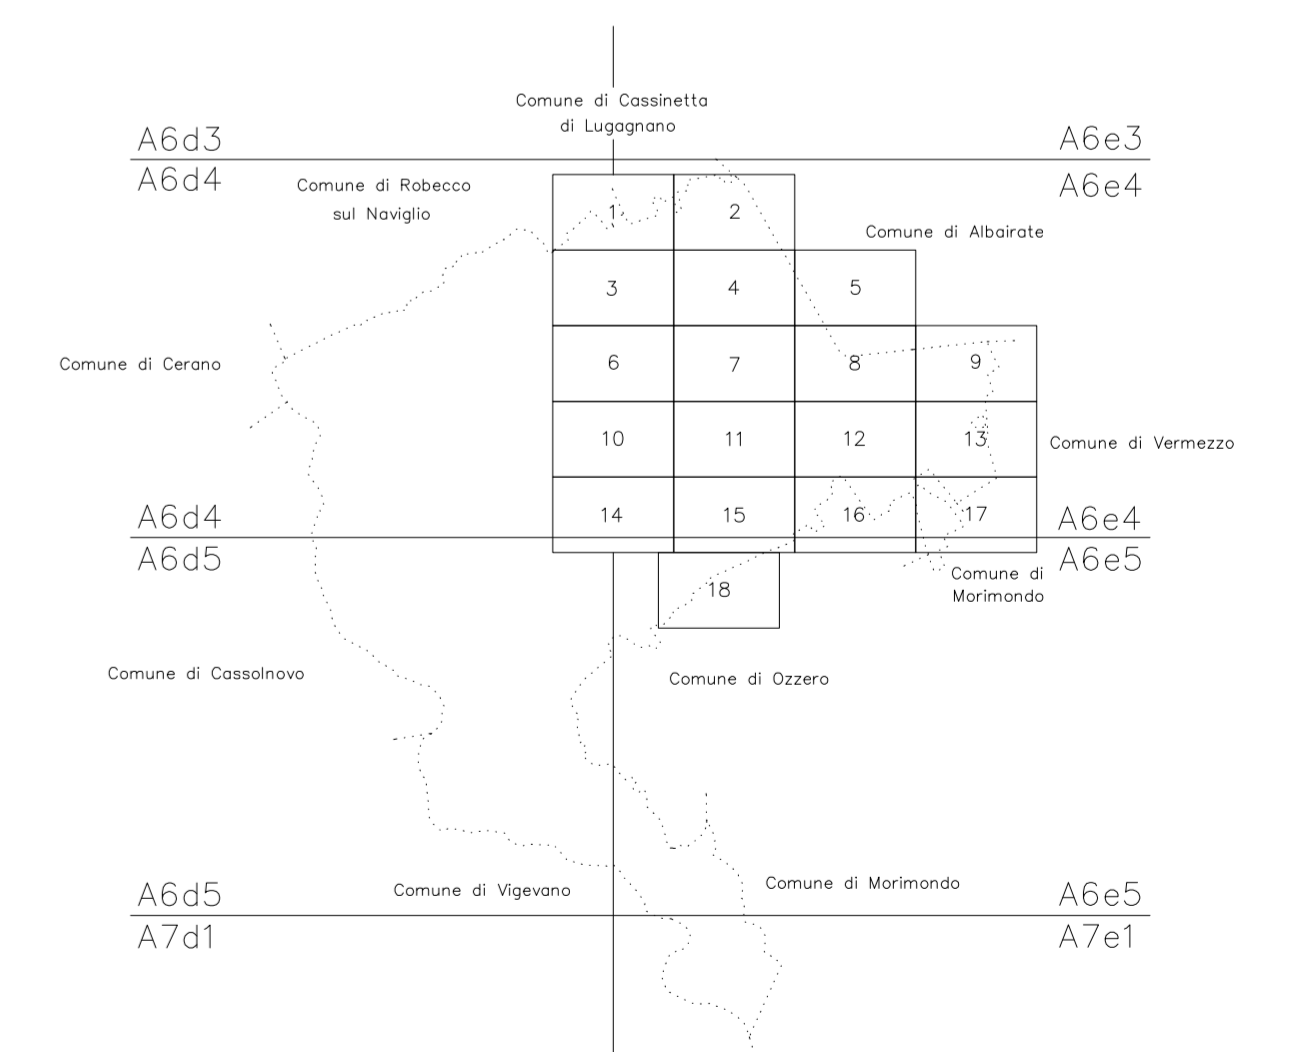 Comune di Cassinetta
di Lugagnano
A6d3
A6e3
A6d4
Comune di Robecco
sul Naviglio
A6e4
1
2
Comune di Albairate
3
4
5
Comune di Cerano
6
7
8
9
10
11
12
13
Comune di Vermezzo
A6d4
14
15
16
17
A6e4
A6d5
A6e5
Comune di
Morimondo
18
Comune di Cassolnovo
Comune di Ozzero
Comune di Vigevano
Comune di Morimondo
A6d5
A6e5
A7d1
A7e1